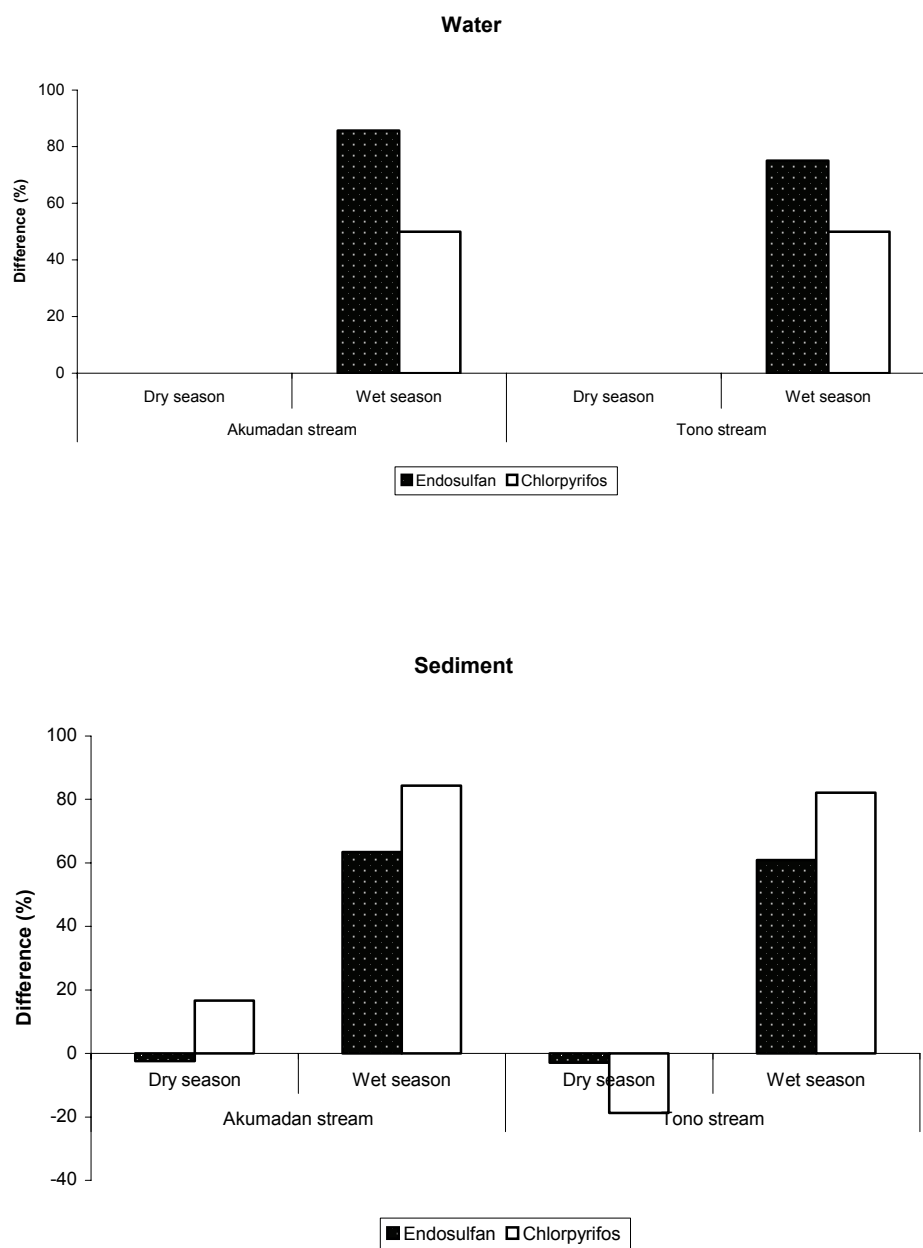 Water
100
80
60
40
20
0
Difference (%)
Dry season Wet season Dry season Wet season
Akumadan stream Tono stream
Endosulfan Chlorpyrifos
Sediment
100
80
60
40
20
0
-20
-40
Difference (%)
Dry season Wet season Dry season Wet season
Akumadan stream Tono stream
Endosulfan Chlorpyrifos